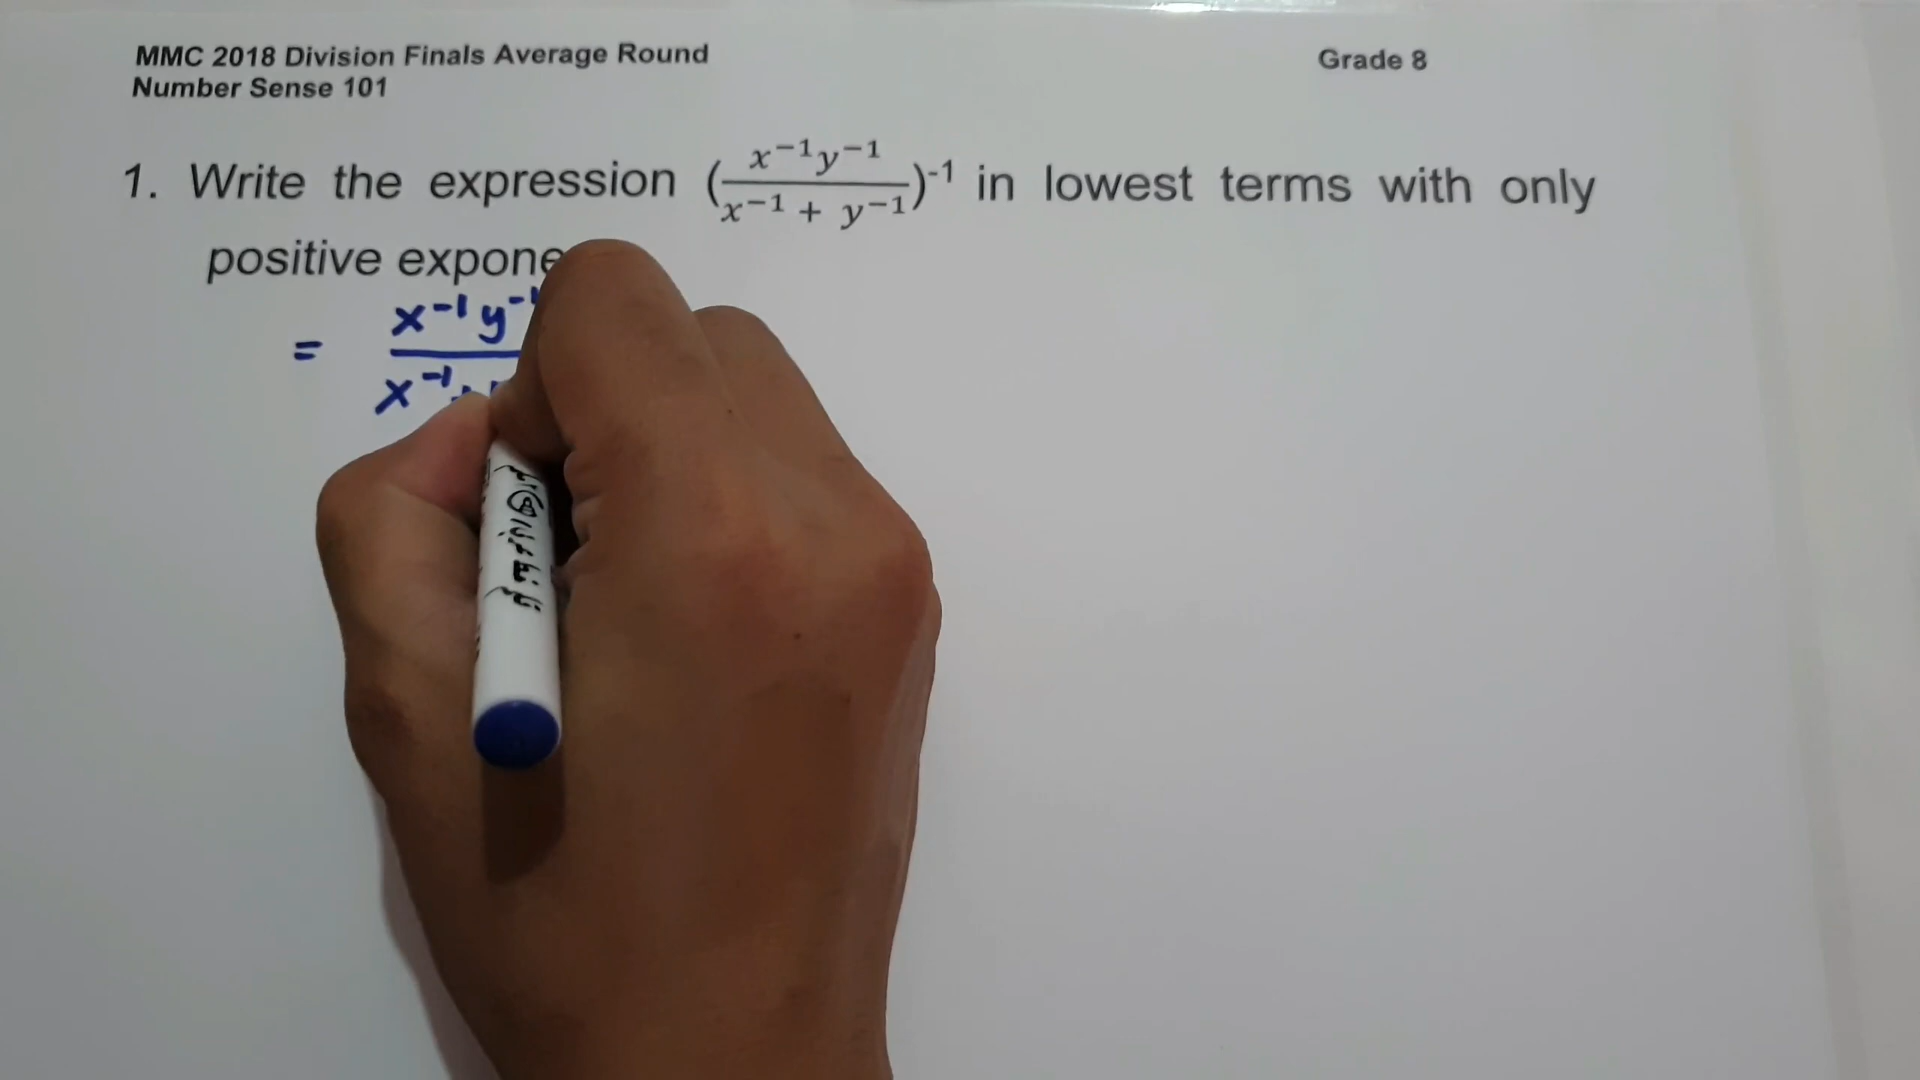 MMC 2018 Division Finals Average Round Grade 8
Number Sense 101
1. Write the expression (x⁻¹y⁻¹ / x⁻¹ + y⁻¹)⁻¹ in lowest terms with only
positive expone
= x⁻¹ y⁻
x⁻¹ +